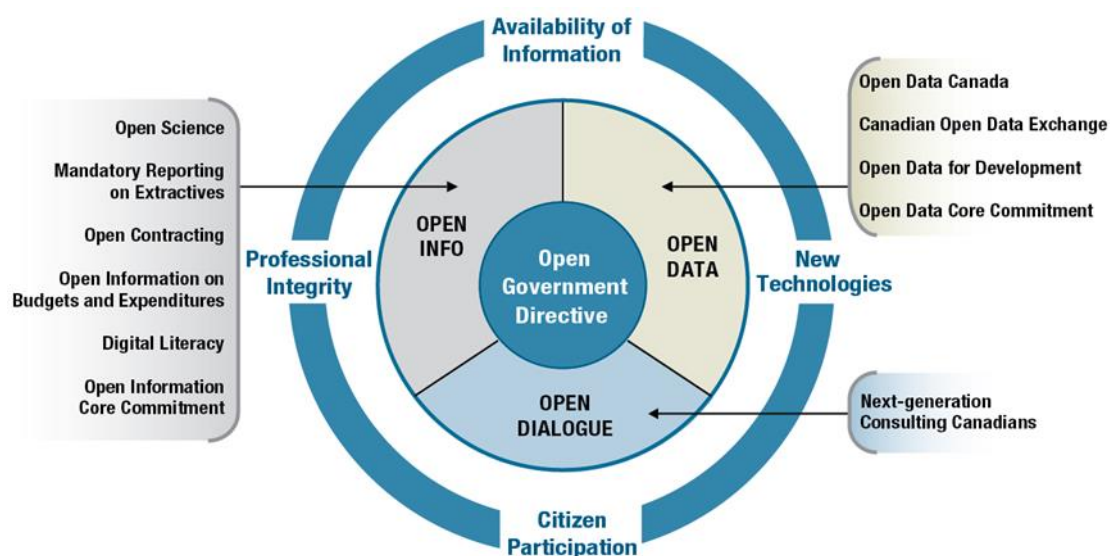 Availability of
Information
Open Science
Mandatory Reporting
on Extractives
Open Contracting
Open Information on
Budgets and Expenditures
Digital Literacy
Open Information
Core Commitment
Professional
Integrity
OPEN
INFO
Open
Government
Directive
OPEN
DATA
OPEN
DIALOGUE
New
Technologies
Open Data Canada
Canadian Open Data Exchange
Open Data for Development
Open Data Core Commitment
Next-generation
Consulting Canadians
Citizen
Participation